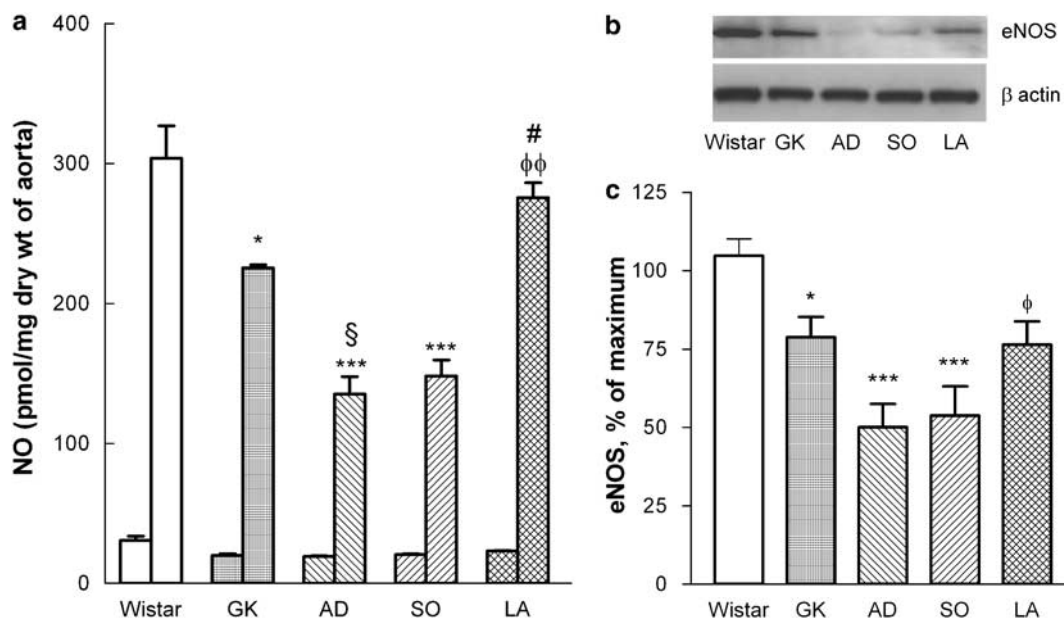 a
NO (pmol/mg dry wt of aorta)
400
300
200
100
0
*
§
***
***
#
ϕϕ
Wistar GK AD SO LA
b
eNOS
β actin
Wistar GK AD SO LA
c
eNOS, % of maximum
125
100
75
50
25
0
*
***
***
ϕ
Wistar GK AD SO LA